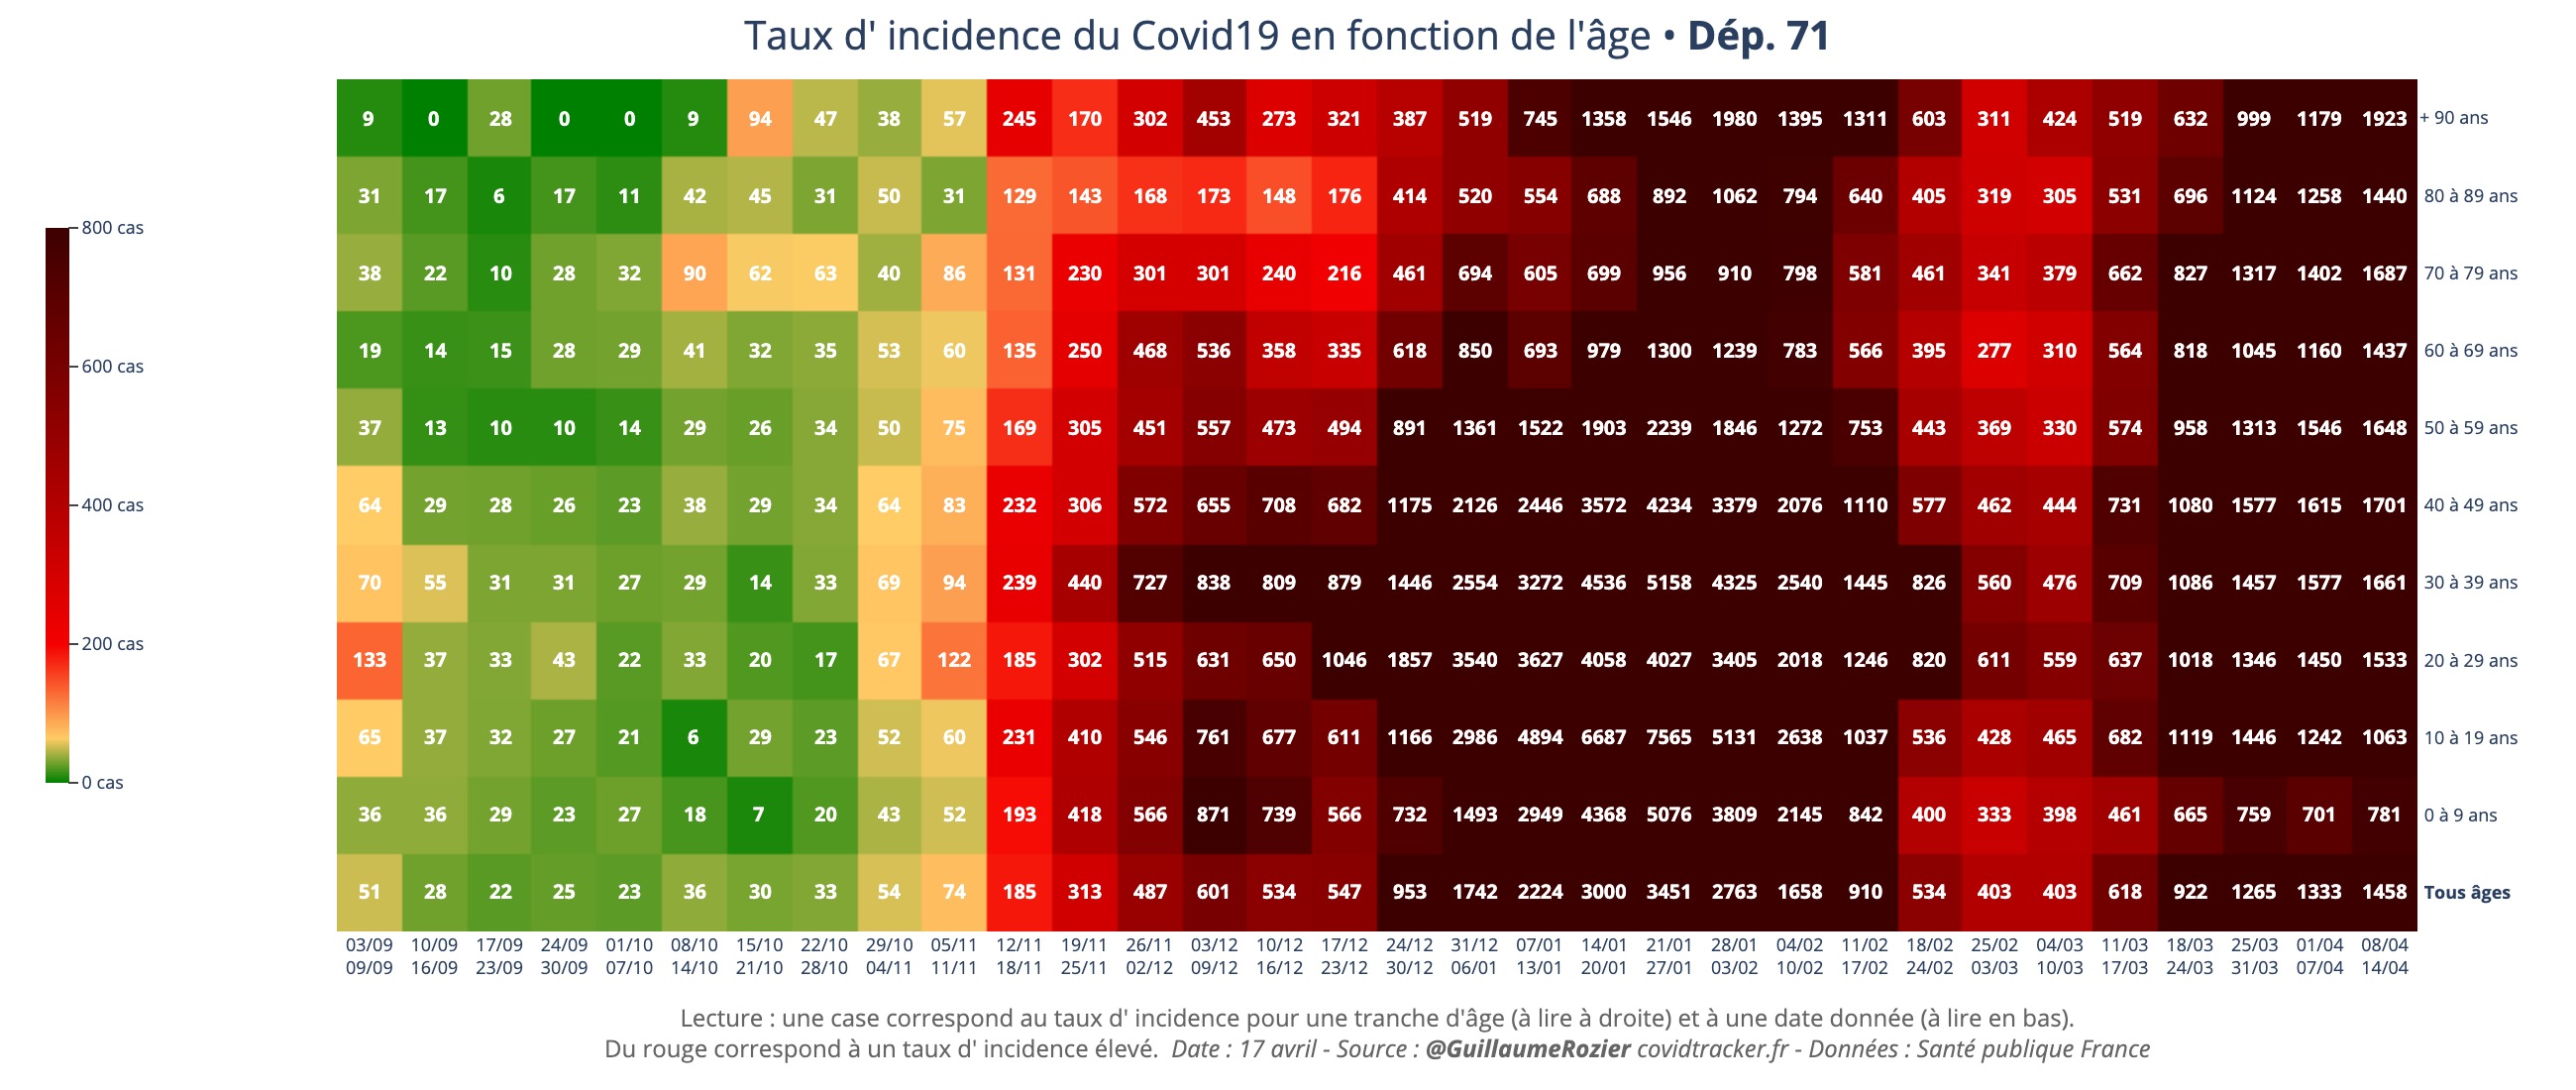 Taux d' incidence du Covid19 en fonction de l'âge • Dép. 71
9 0 28 0 0 9 94 47 38 57 245 170 302 453 273 321 387 519 745 1358 1546 1980 1395 1311 603 311 424 519 632 999 1179 1923 + 90 ans
31 17 6 17 11 42 45 31 50 31 129 143 168 173 148 176 414 520 554 688 892 1062 794 640 405 319 305 531 696 1124 1258 1440 80 à 89 ans
800 cas
38 22 10 28 32 90 62 63 40 86 131 230 301 301 240 216 461 694 605 699 956 910 798 581 461 341 379 662 827 1317 1402 1687 70 à 79 ans
19 14 15 28 29 41 32 35 53 60 135 250 468 536 358 335 618 850 693 979 1300 1239 783 566 395 277 310 564 818 1045 1160 1437 60 à 69 ans
600 cas
37 13 10 10 14 29 26 34 50 75 169 305 451 557 473 494 891 1361 1522 1903 2239 1846 1272 753 443 369 330 574 958 1313 1546 1648 50 à 59 ans
400 cas
64 29 28 26 23 38 29 34 64 83 232 306 572 655 708 682 1175 2126 2446 3572 4234 3379 2076 1110 577 462 444 731 1080 1577 1615 1701 40 à 49 ans
70 55 31 31 27 29 14 33 69 94 239 440 727 838 809 879 1446 2554 3272 4536 5158 4325 2540 1445 826 560 476 709 1086 1457 1577 1661 30 à 39 ans
200 cas
133 37 33 43 22 33 20 17 67 122 185 302 515 631 650 1046 1857 3540 3627 4058 4027 3405 2018 1246 820 611 559 637 1018 1346 1450 1533 20 à 29 ans
65 37 32 27 21 6 29 23 52 60 231 410 546 761 677 611 1166 2986 4894 6687 7565 5131 2638 1037 536 428 465 682 1119 1446 1242 1063 10 à 19 ans
0 cas
36 36 29 23 27 18 7 20 43 52 193 418 566 871 739 566 732 1493 2949 4368 5076 3809 2145 842 400 333 398 461 665 759 701 781 0 à 9 ans
51 28 22 25 23 36 30 33 54 74 185 313 487 601 534 547 953 1742 2224 3000 3451 2763 1658 910 534 403 403 618 922 1265 1333 1458 Tous âges
03/09 10/09 17/09 24/09 01/10 08/10 15/10 22/10 29/10 05/11 12/11 19/11 26/11 03/12 10/12 17/12 24/12 31/12 07/01 14/01 21/01 28/01 04/02 11/02 18/02 25/02 04/03 11/03 18/03 25/03 01/04 08/04
09/09 16/09 23/09 30/09 07/10 14/10 21/10 28/10 04/11 11/11 18/11 25/11 02/12 09/12 16/12 23/12 30/12 06/01 13/01 20/01 27/01 03/02 10/02 17/02 24/02 03/03 10/03 17/03 24/03 31/03 07/04 14/04
Lecture : une case correspond au taux d' incidence pour une tranche d'âge (à lire à droite) et à une date donnée (à lire en bas).
Du rouge correspond à un taux d' incidence élevé. Date : 17 avril - Source : @GuillaumeRozier covidtracker.fr - Données : Santé publique France